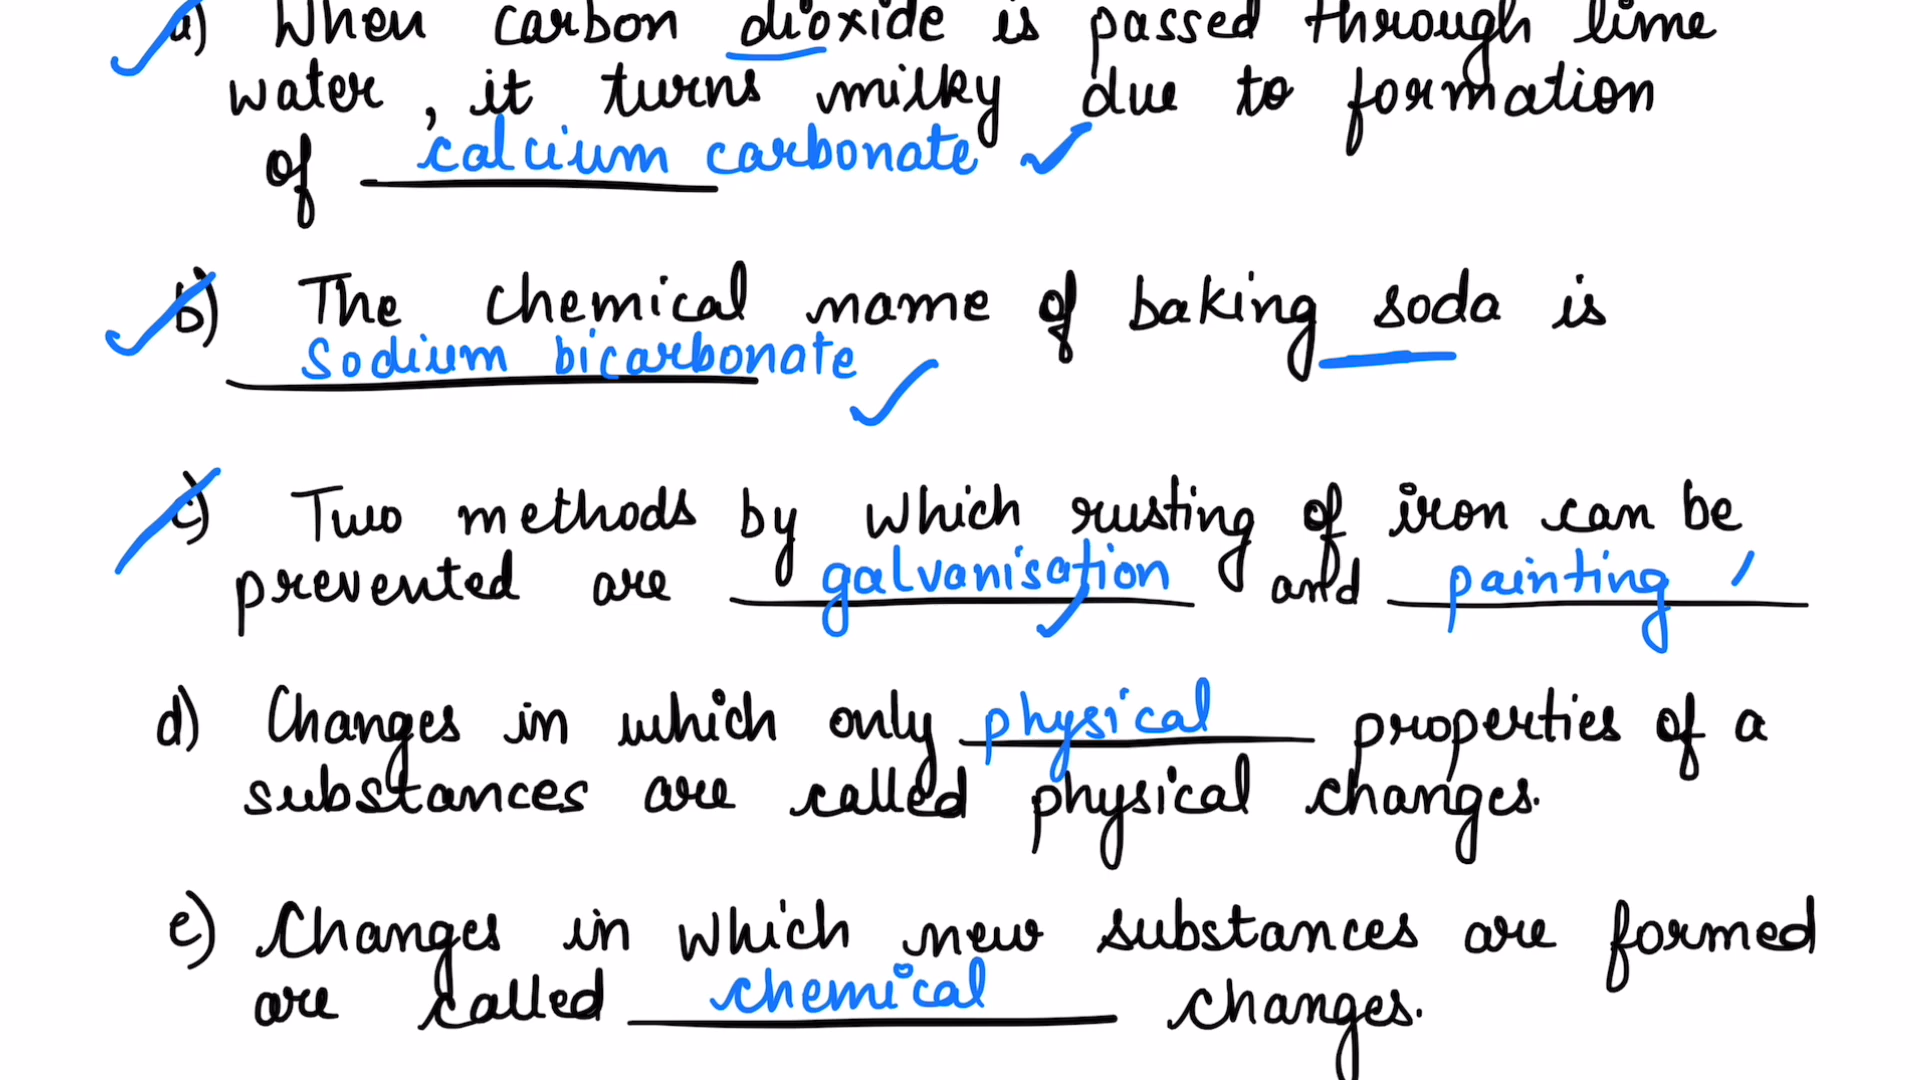 a) When carbon dioxide is passed through lime
water, it turns milky due to formation
of calcium carbonate
b) The chemical name of baking soda is
sodium bicarbonate
c) Two methods by which rusting of iron can be
prevented are galvanisation and painting
d) Changes in which only physical properties of a
substances are called physical changes.
e) Changes in which new substances are formed
are called chemical changes.